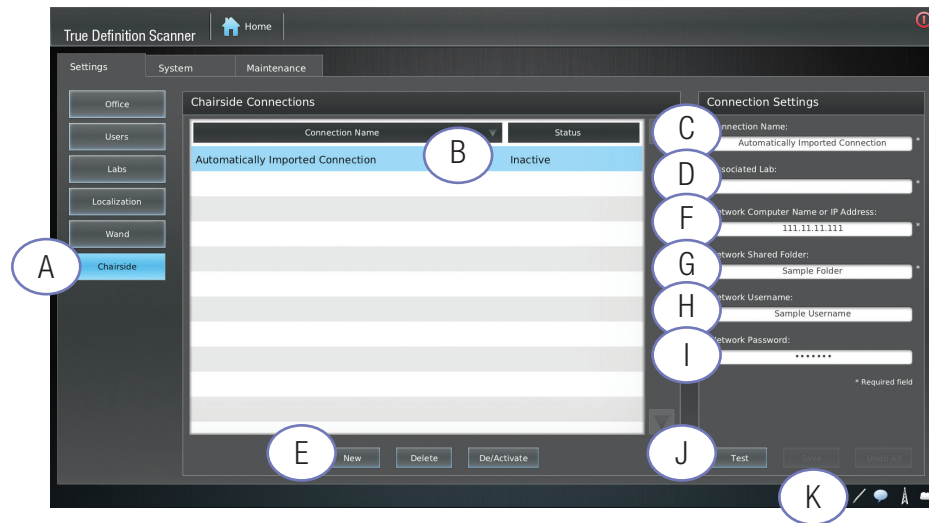 True Definition Scanner
Home
Settings System Maintenance
Office
Users
Labs
Localization
Wand
Chairside
A
Chairside Connections
Connection Name Status
Automatically Imported Connection Inactive
B
E
New Delete De/Activate
Connection Settings
C
onnection Name:
Automatically Imported Connection *
D
ssociated Lab:
*
F
etwork Computer Name or IP Address:
111.11.11.111 *
G
etwork Shared Folder:
Sample Folder *
H
etwork Username:
Sample Username
I
etwork Password:
•••••••
* Required field
J
Test Save Undo All
K